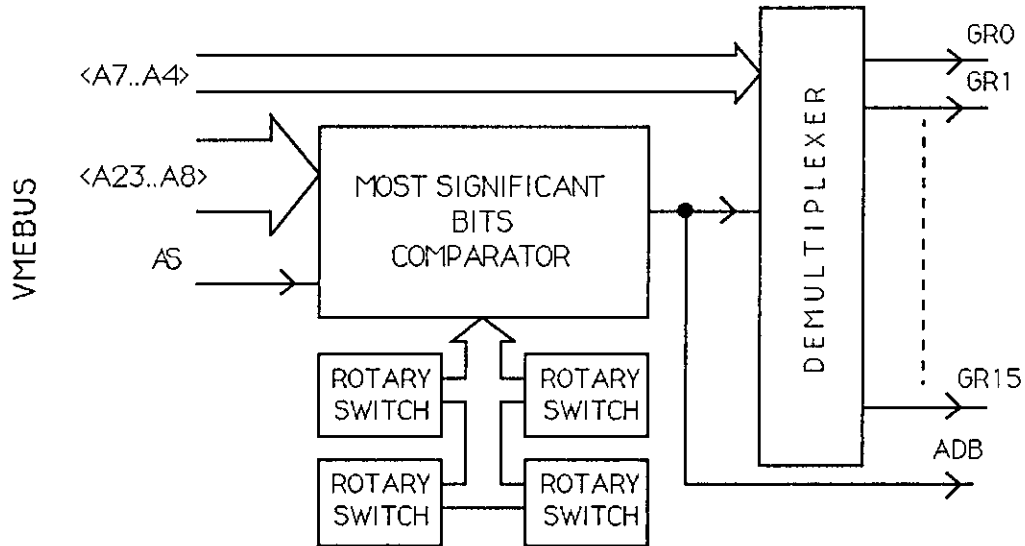 VMEBUS
<A7..A4>
<A23..A8>
AS
MOST SIGNIFICANT
BITS
COMPARATOR
ROTARY
SWITCH
ROTARY
SWITCH
ROTARY
SWITCH
ROTARY
SWITCH
DEMULTIPLEXER
GR0
GR1
GR15
ADB